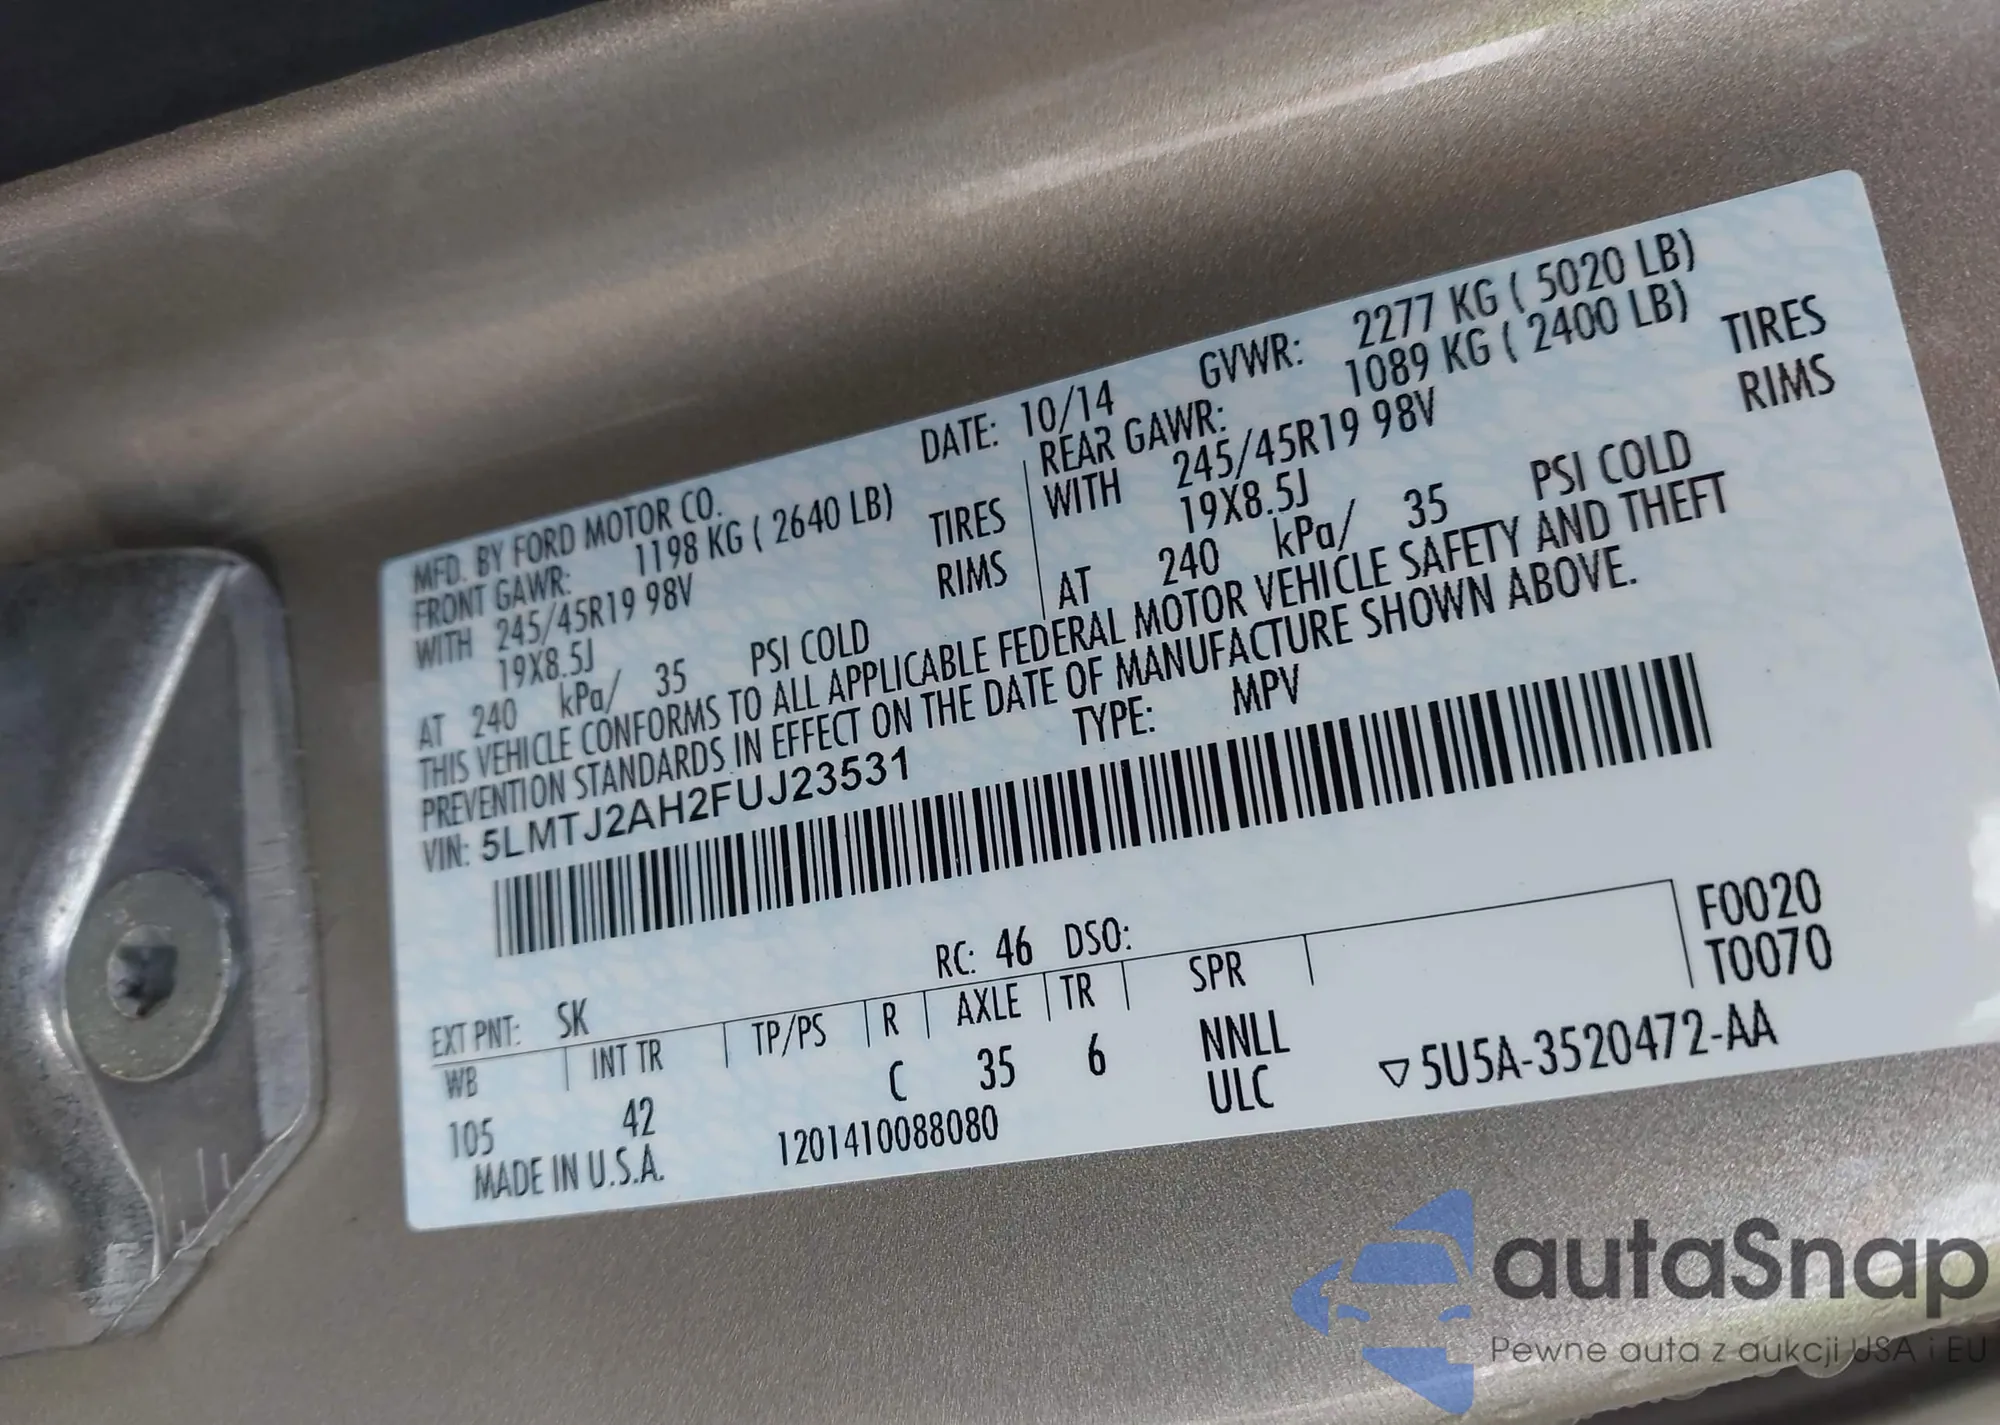 MFD. BY FORD MOTOR CO. DATE: 10/14 GVWR: 2277 KG ( 5020 LB)
FRONT GAWR: 1198 KG ( 2640 LB) REAR GAWR: 1089 KG ( 2400 LB)
WITH 245/45R19 98V TIRES WITH 245/45R19 98V TIRES
19X8.5J RIMS 19X8.5J RIMS
AT 240 kPa/ 35 PSI COLD AT 240 kPa/ 35 PSI COLD
THIS VEHICLE CONFORMS TO ALL APPLICABLE FEDERAL MOTOR VEHICLE SAFETY AND THEFT
PREVENTION STANDARDS IN EFFECT ON THE DATE OF MANUFACTURE SHOWN ABOVE.
VIN: 5LMTJ2AH2FUJ23531 TYPE: MPV
EXT PNT: SK RC: 46 DSO: F0020
WB INT TR TP/PS R AXLE TR SPR T0070
105 42 C 35 6 NNLL
ULC
MADE IN U.S.A. 1201410088080 5U5A-3520472-AA
autaSnap
Pewne auta z aukcji USA i EU